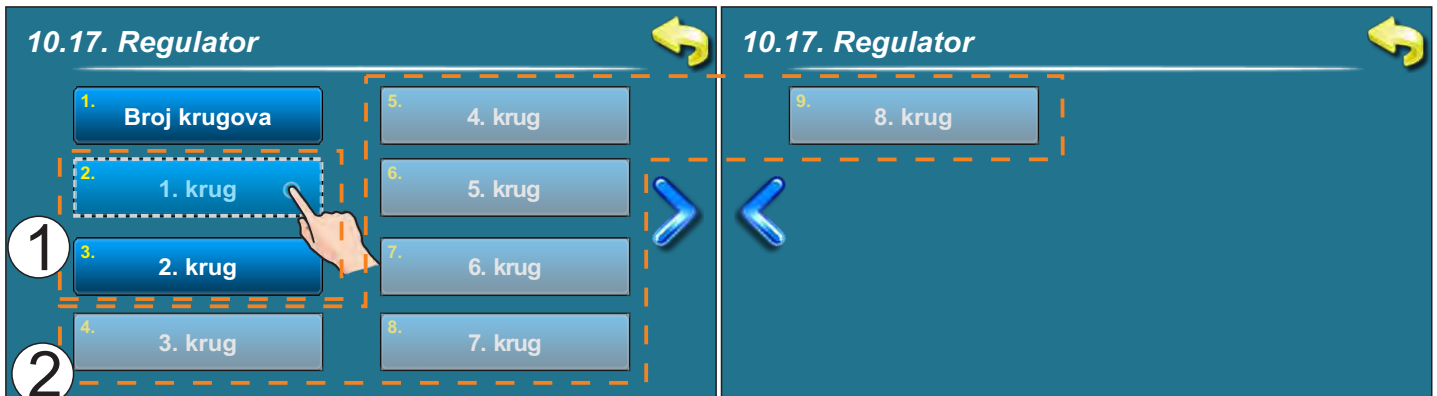 10.17. Regulator
1. Broj krugova
2. 1. krug
3. 2. krug
4. 3. krug
5. 4. krug
6. 5. krug
7. 6. krug
8. 7. krug
1
2
10.17. Regulator
9. 8. krug